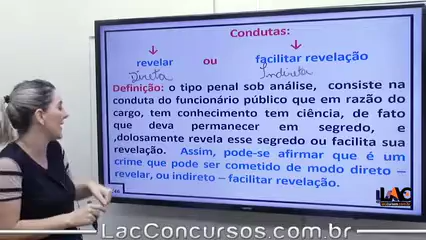 Condutas:
revelar ou facilitar revelação
Direta Indireta
Definição: o tipo penal sob análise, consiste na
conduta do funcionário público que em razão do
cargo, tem conhecimento tem ciência, de fato
que deva permanecer em segredo, e
,dolosamente revela esse segredo ou facilita sua
revelação. Assim, pode-se afirmar que é um
crime que pode ser cometido de modo direto –
revelar, ou indireto – facilitar revelação.
LAC
LacConcursos.com.br